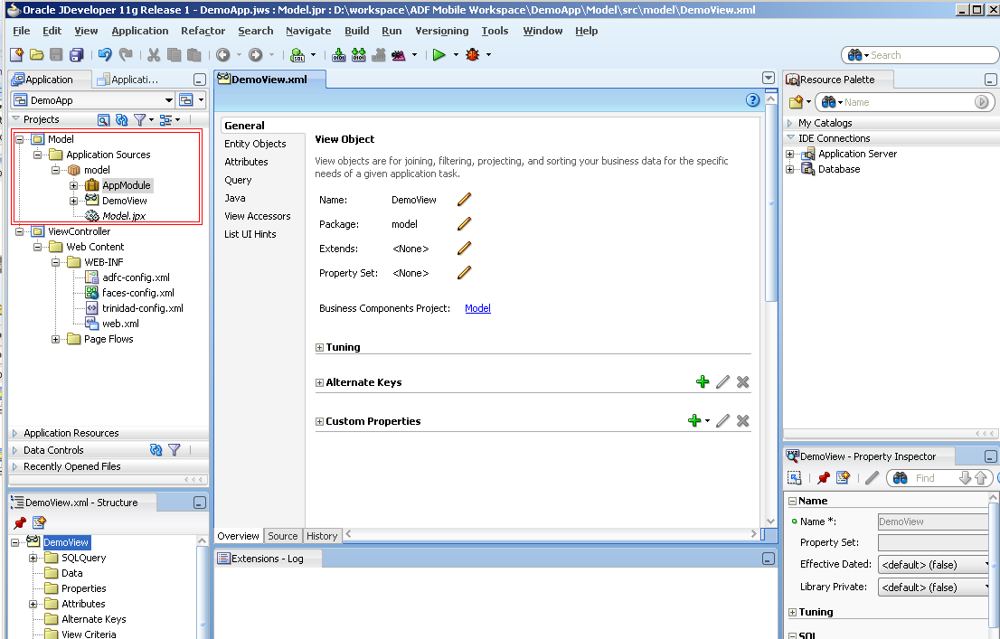 Oracle JDeveloper 11g Release 1 - DemoApp.jws : Model.jpr : D:\workspace\ADF Mobile Workspace\DemoApp\Model\src\model\DemoView.xml
File Edit View Application Refactor Search Navigate Build Run Versioning Tools Window Help
Search
Application
Applicati...
DemoApp
Projects
Model
Application Sources
model
AppModule
DemoView
Model.jpx
ViewController
Web Content
WEB-INF
adfc-config.xml
faces-config.xml
trinidad-config.xml
web.xml
Page Flows
Application Resources
Data Controls
Recently Opened Files
DemoView.xml - Structure
DemoView
SQLQuery
Data
Properties
Attributes
Alternate Keys
View Criteria
DemoView.xml
General
Entity Objects
Attributes
Query
Java
View Accessors
List UI Hints
View Object
View objects are for joining, filtering, projecting, and sorting your business data for the specific
needs of a given application task.
Name: DemoView
Package: model
Extends: <None>
Property Set: <None>
Business Components Project: Model
Tuning
Alternate Keys
Custom Properties
Overview Source History
Extensions - Log
Resource Palette
Name
My Catalogs
IDE Connections
Application Server
Database
DemoView - Property Inspector
Find
Name
Name *: DemoView
Property Set:
Effective Dated: <default> (false)
Library Private: <default> (false)
Tuning
SQL